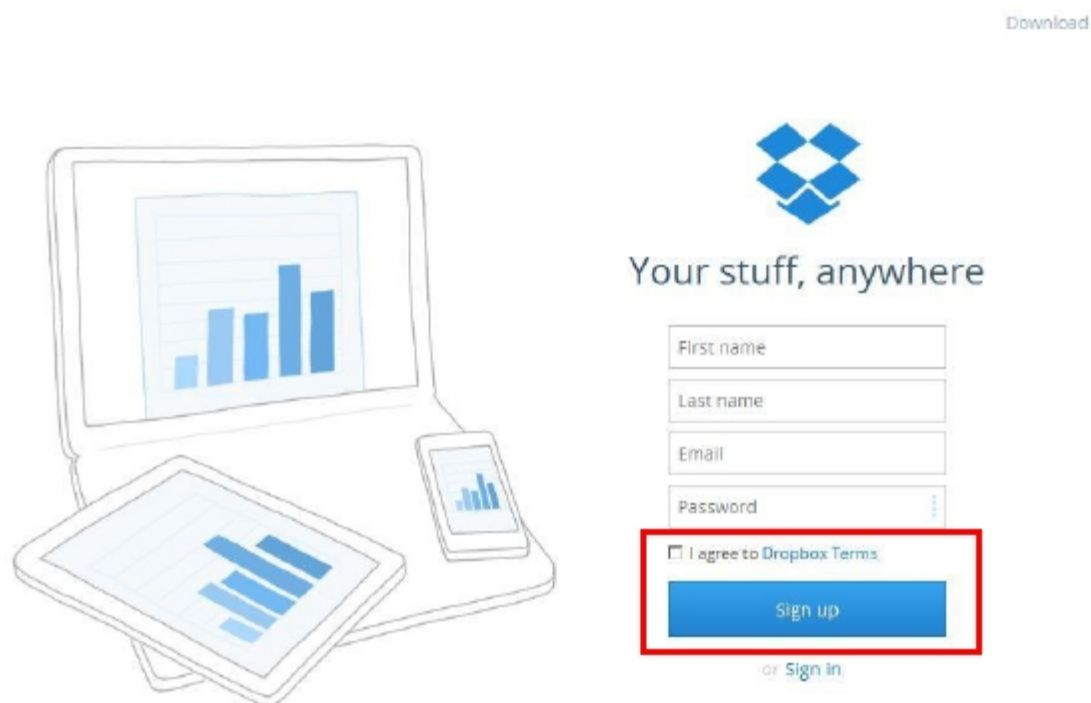 Download
Your stuff, anywhere
First name
Last name
Email
Password
I agree to Dropbox Terms
Sign up
or Sign in